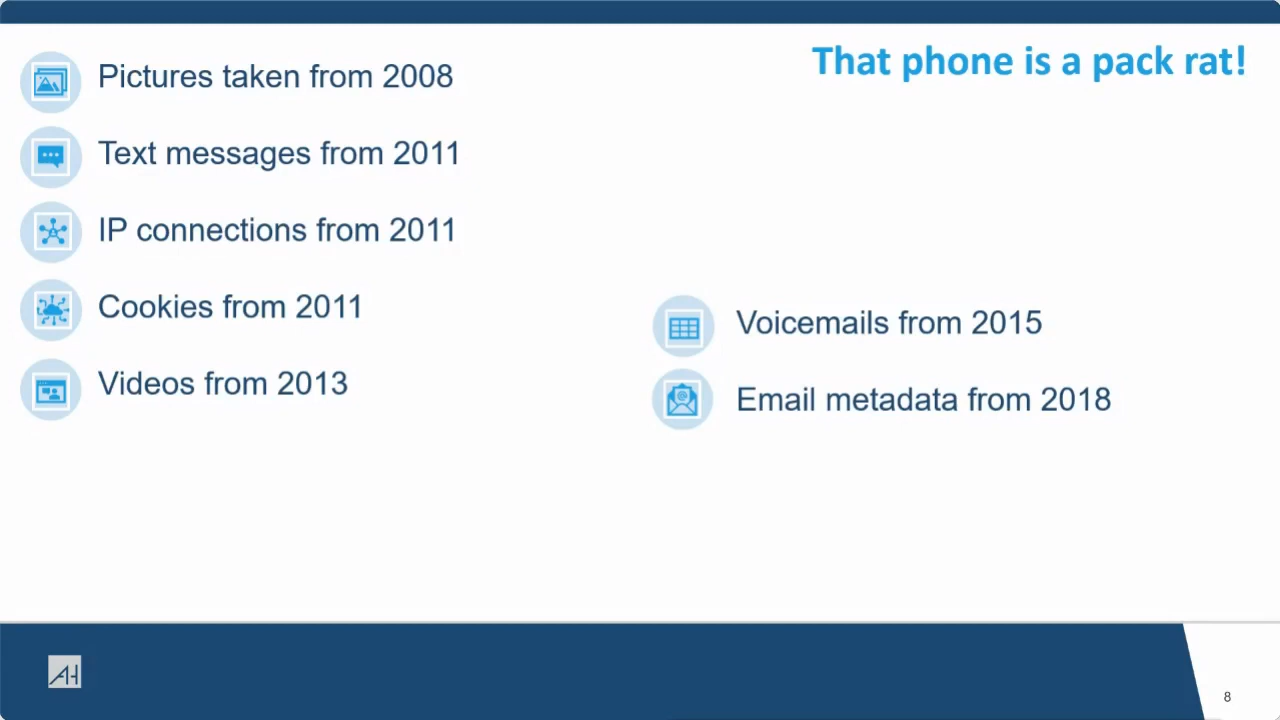 That phone is a pack rat!
Pictures taken from 2008
Text messages from 2011
IP connections from 2011
Cookies from 2011
Videos from 2013
Voicemails from 2015
Email metadata from 2018
AH
8